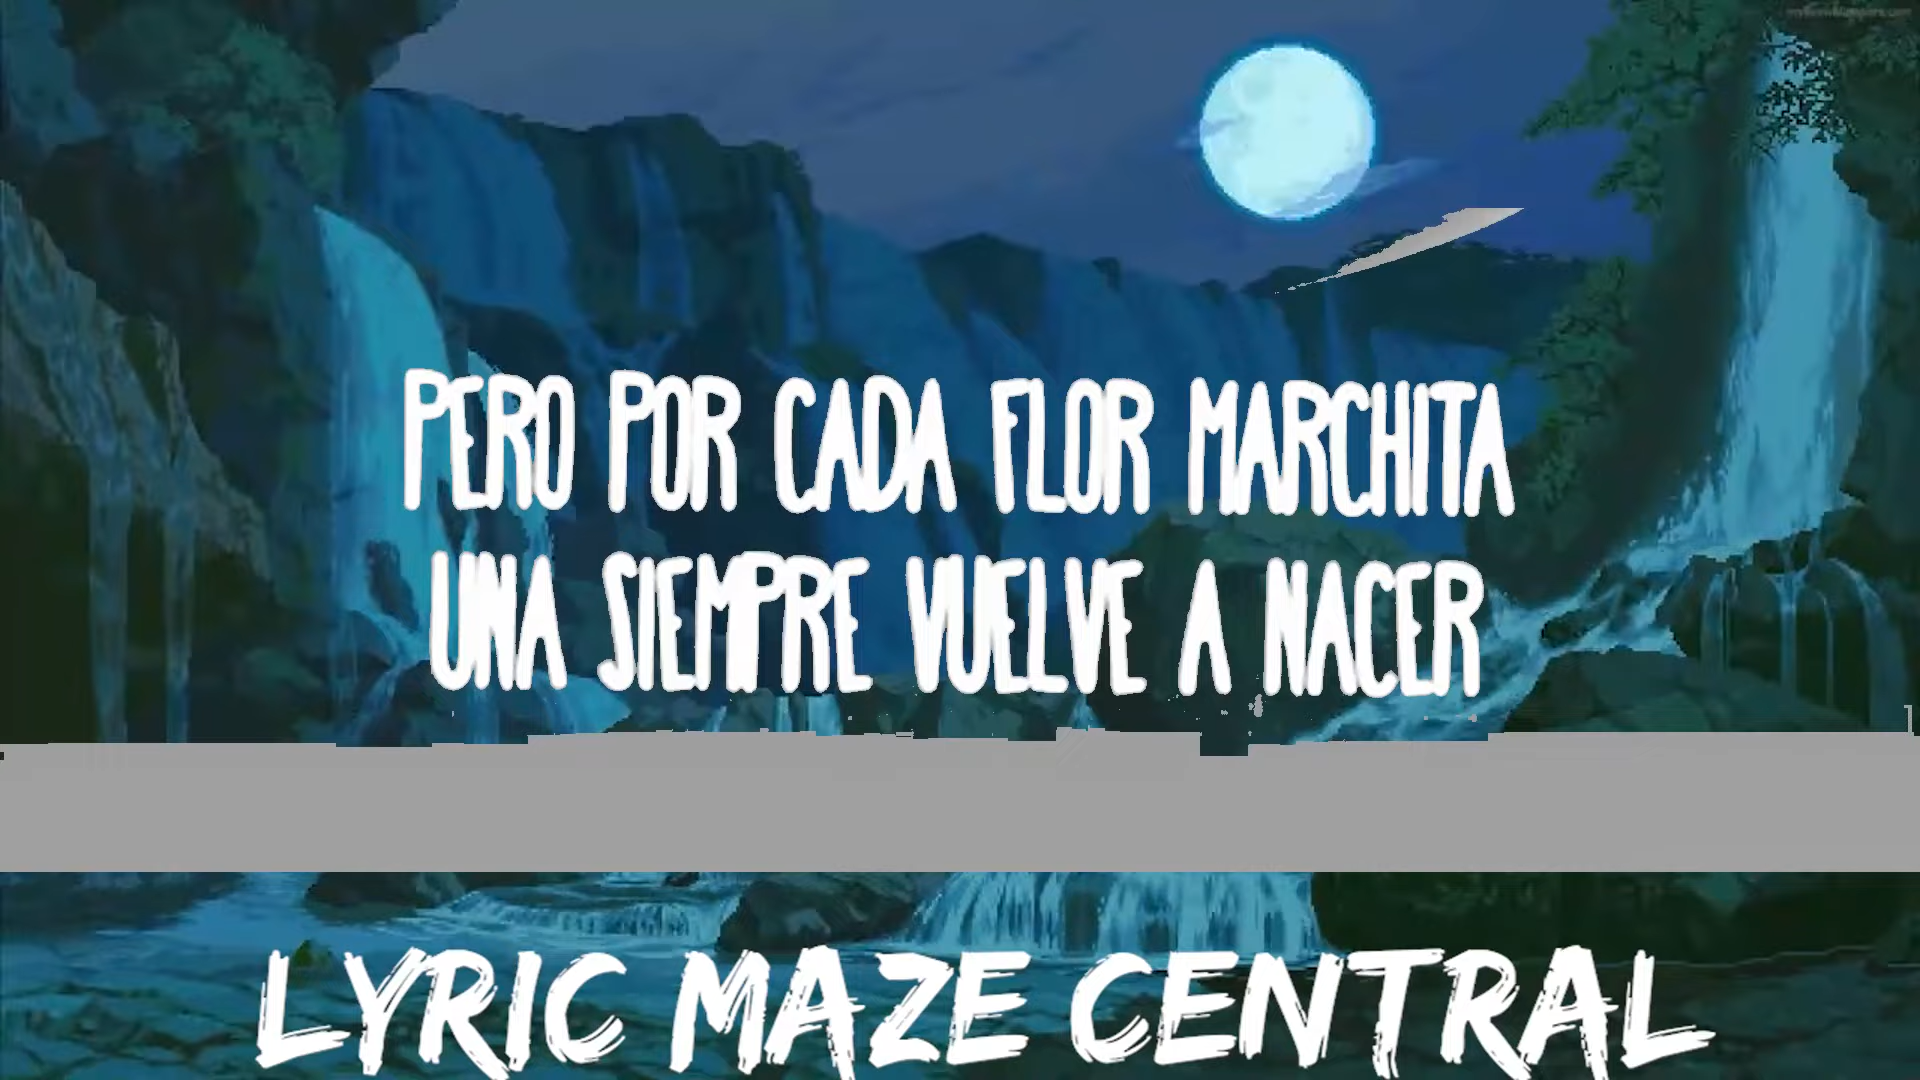 PERO POR CADA FLOR MARCHITA
UNA SIEMPRE VUELVE A NACER
LYRIC MAZE CENTRAL